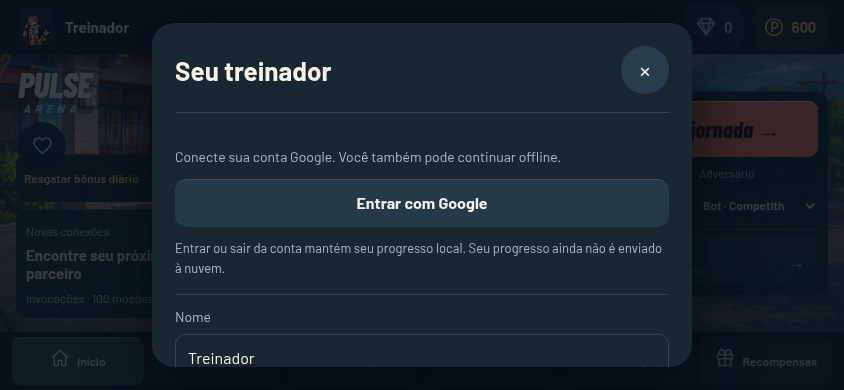 Treinador
0
600
PULSE
ARENA
Resgatar bônus diário
Novas conexões
Encontre seu próxi
parceiro
Invocações · 100 moedas
Início
Seu treinador
×
Conecte sua conta Google. Você também pode continuar offline.
Entrar com Google
Entrar ou sair da conta mantém seu progresso local. Seu progresso ainda não é enviado
à nuvem.
Nome
Treinador
jornada →
Adversário
Bot · Competitiv
→
Recompensas